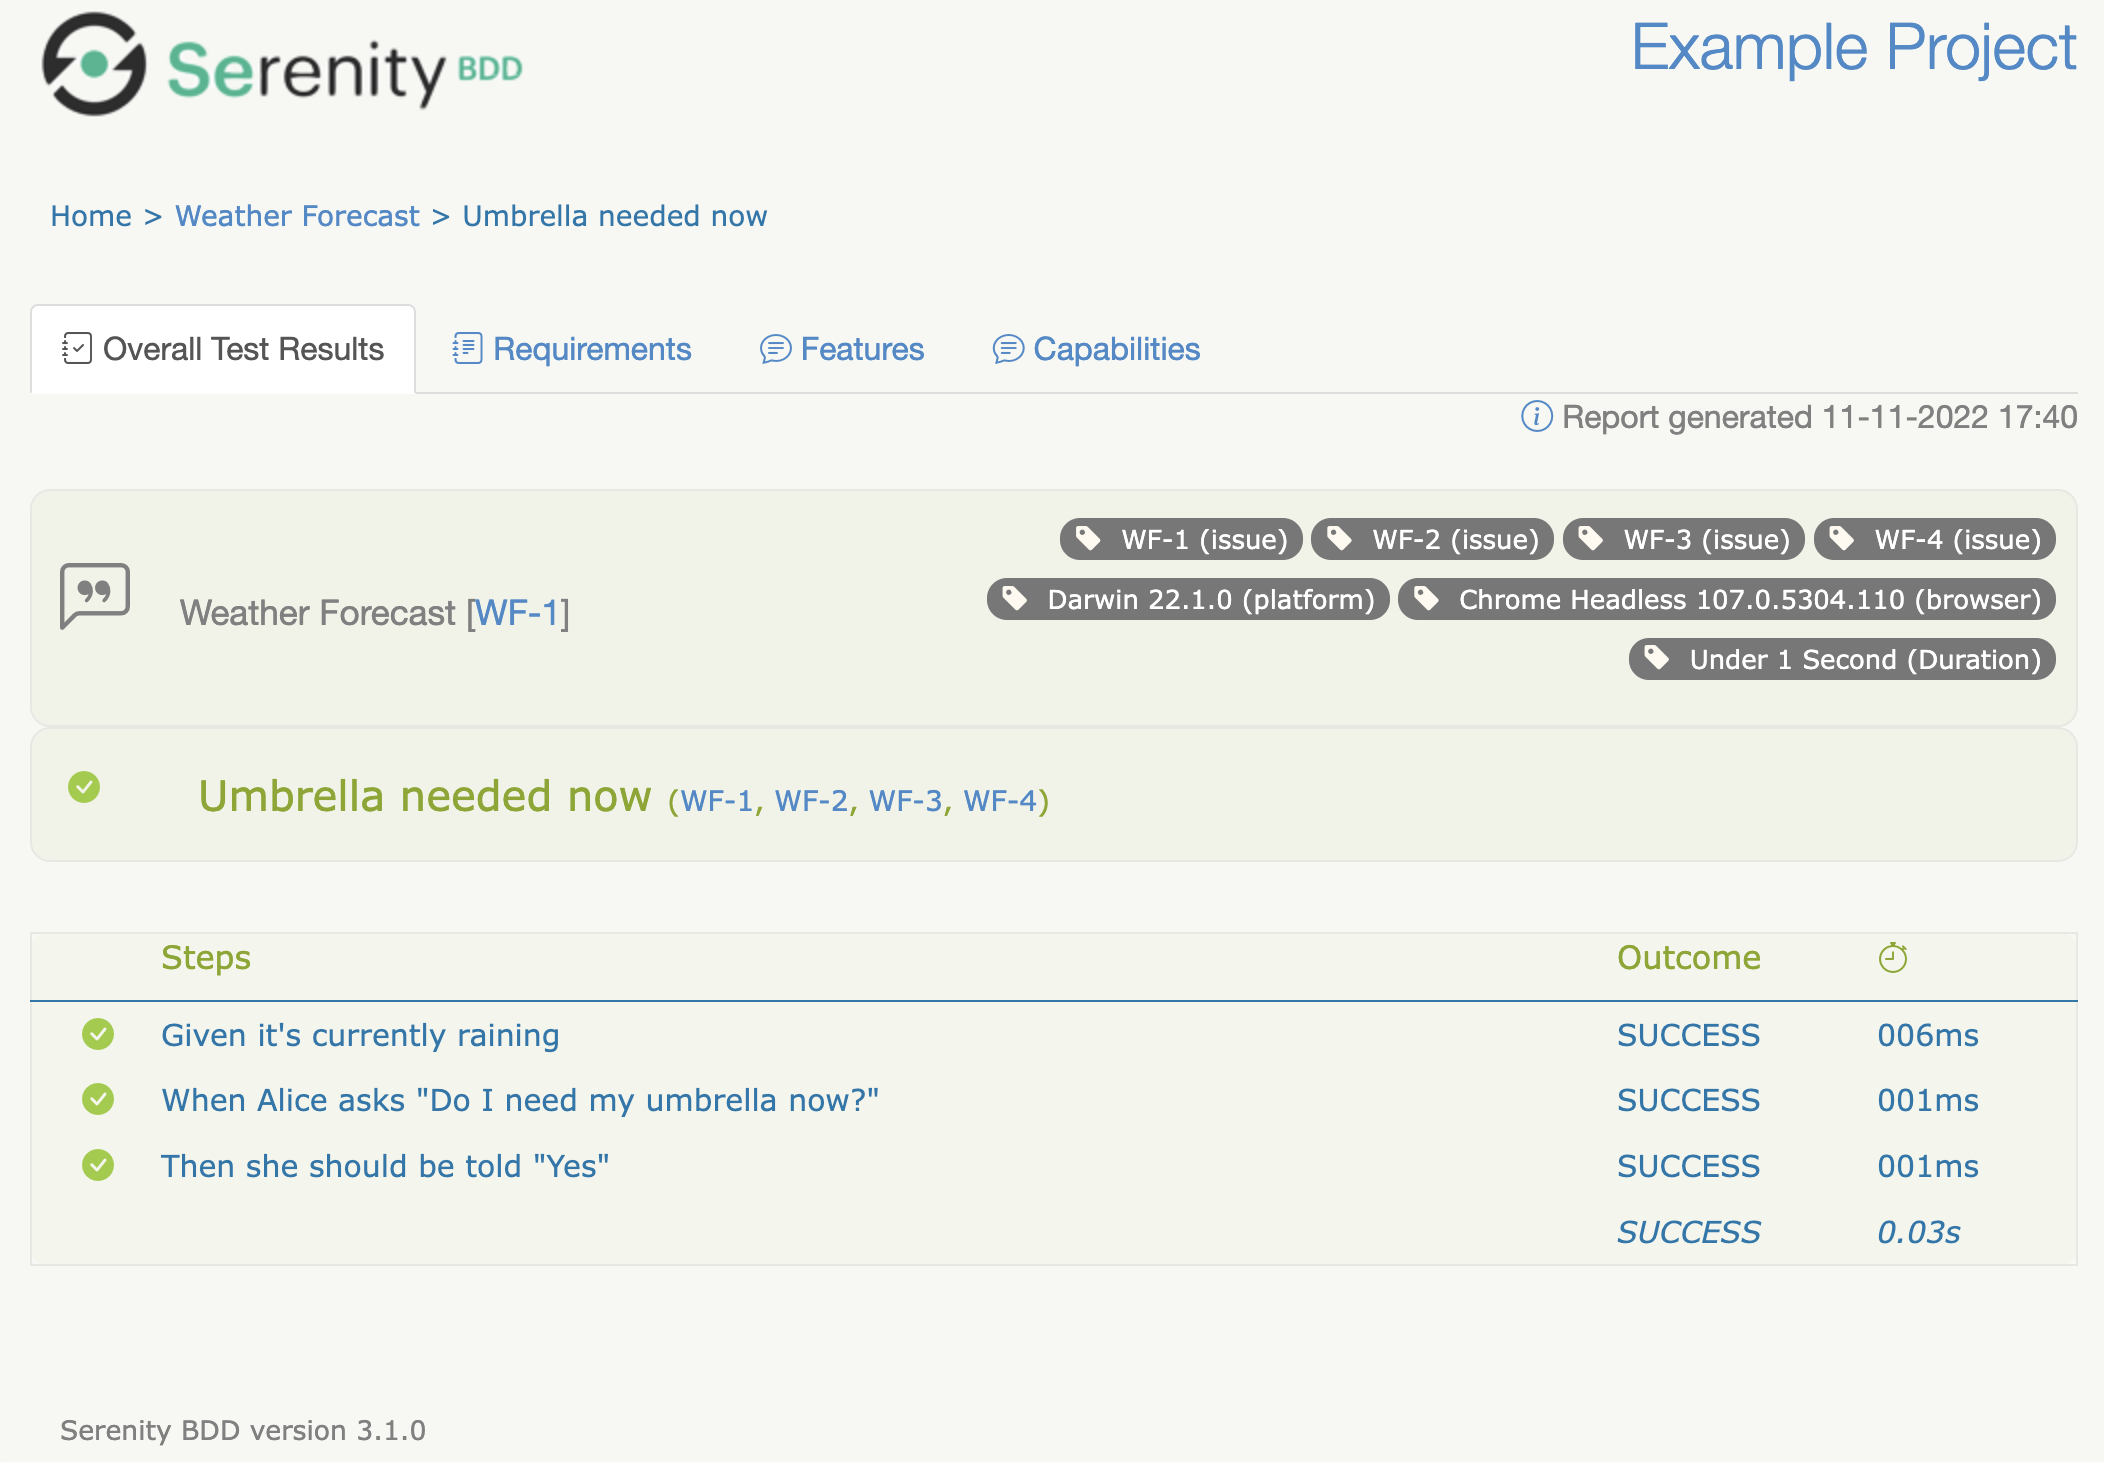 Serenity BDD
Example Project
Home > Weather Forecast > Umbrella needed now
Overall Test Results
Requirements
Features
Capabilities
Report generated 11-11-2022 17:40
WF-1 (issue) WF-2 (issue) WF-3 (issue) WF-4 (issue)
Weather Forecast [WF-1]
Darwin 22.1.0 (platform) Chrome Headless 107.0.5304.110 (browser)
Under 1 Second (Duration)
Umbrella needed now (WF-1, WF-2, WF-3, WF-4)
Steps Outcome
Given it's currently raining SUCCESS 006ms
When Alice asks "Do I need my umbrella now?" SUCCESS 001ms
Then she should be told "Yes" SUCCESS 001ms
SUCCESS 0.03s
Serenity BDD version 3.1.0